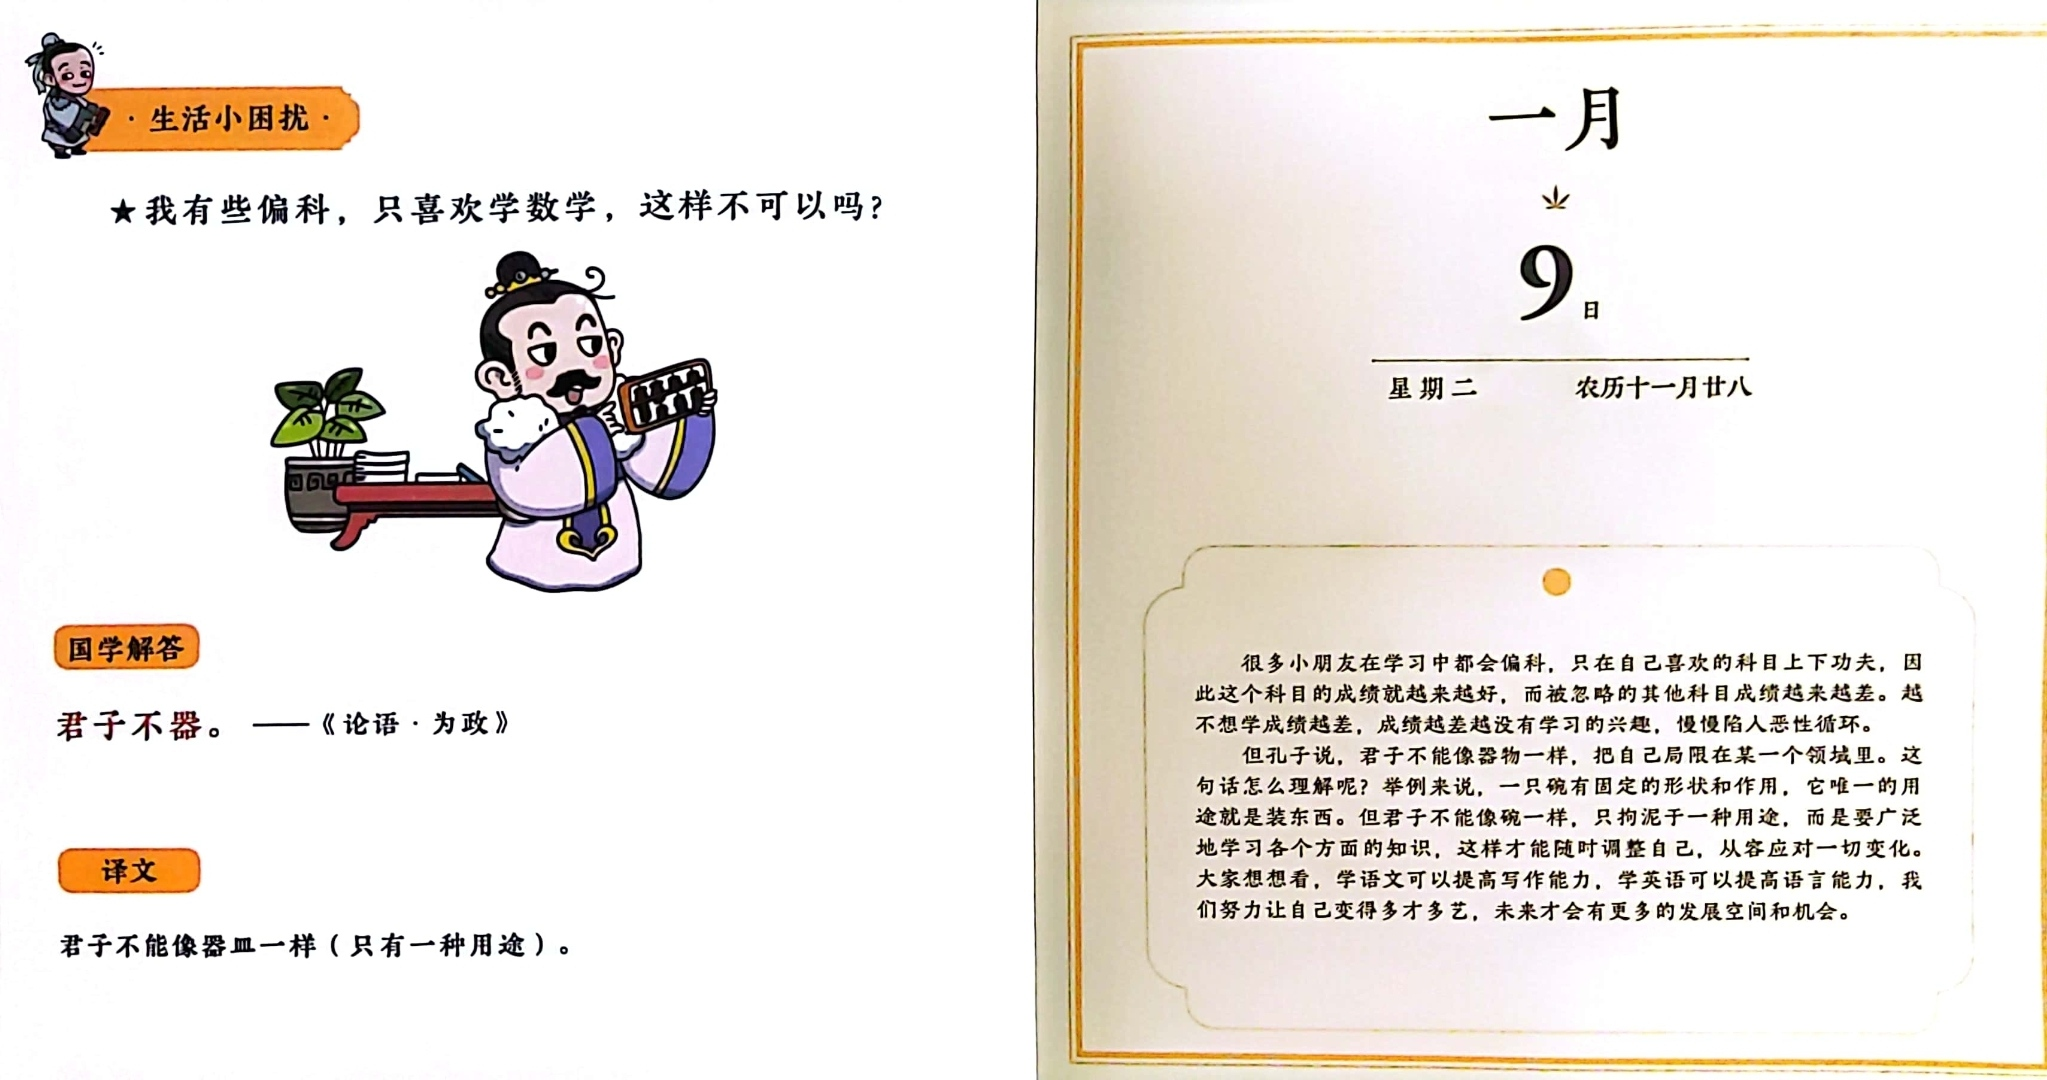 ·生活小困扰·
★我有些偏科，只喜欢学数学，这样不可以吗？
国学解答
君子不器。——《论语·为政》
译文
君子不能像器皿一样（只有一种用途）。
一月
9日
星期二 农历十一月廿八
很多小朋友在学习中都会偏科，只在自己喜欢的科目上下功夫，因
此这个科目的成绩就越来越好，而被忽略的其他科目成绩越来越差。越
不想学成绩越差，成绩越差越没有学习的兴趣，慢慢陷入恶性循环。
但孔子说，君子不能像器物一样，把自己局限在某一个领域里。这
句话怎么理解呢？举例来说，一只碗有固定的形状和作用，它唯一的用
途就是装东西。但君子不能像碗一样，只拘泥于一种用途，而是要广泛
地学习各个方面的知识，这样才能随时调整自己，从容应对一切变化。
大家想想看，学语文可以提高写作能力，学英语可以提高语言能力，我
们努力让自己变得多才多艺，未来才会有更多的发展空间和机会。